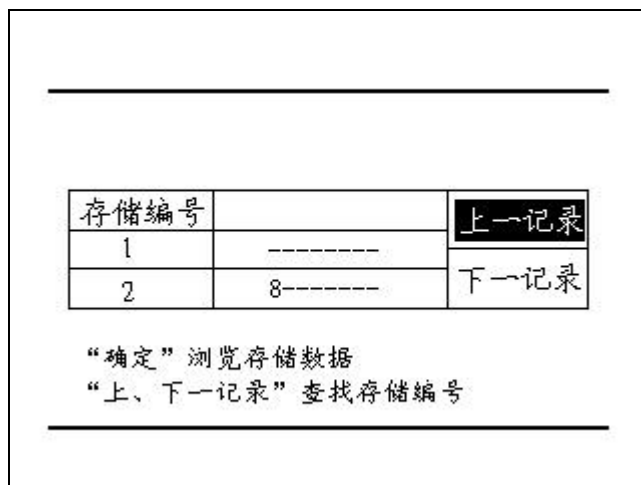 存储编号
上一记录
1 --------
下一记录
2 8-------
“确定”浏览存储数据
“上、下一记录”查找存储编号